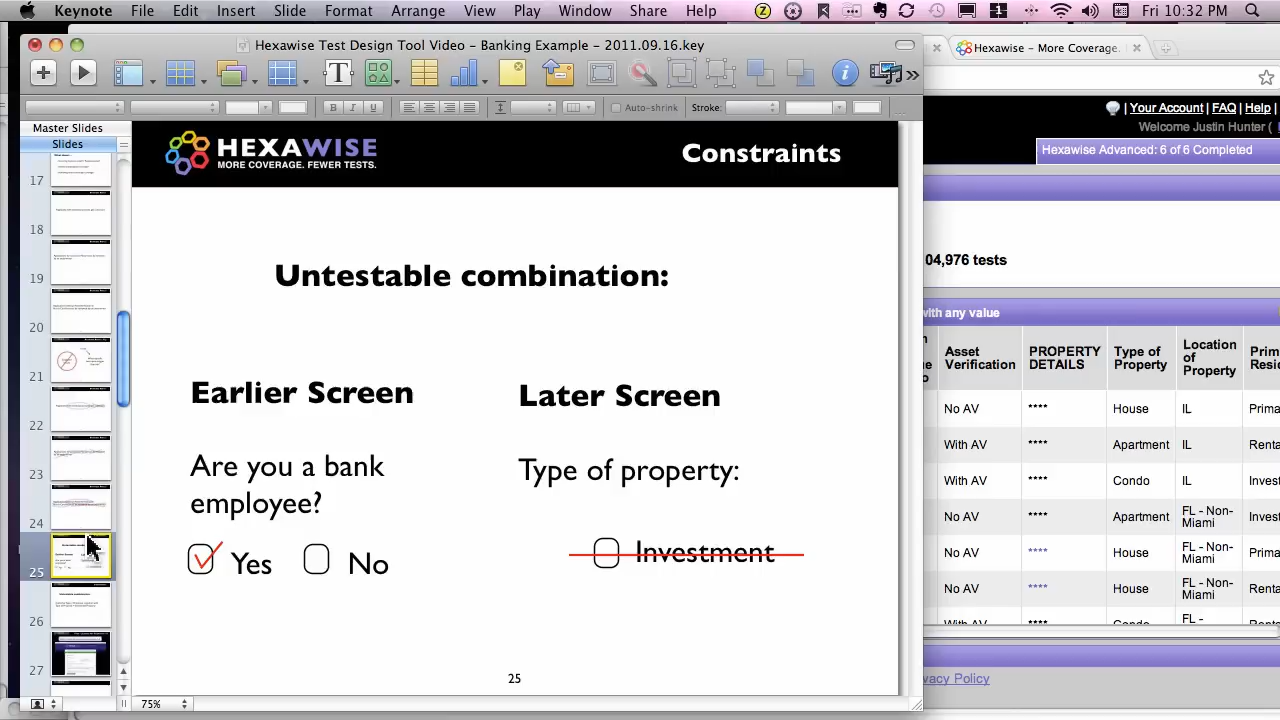 Keynote File Edit Insert Slide Format Arrange View Play Window Share Help
Fri 10:32 PM
Hexawise Test Design Tool Video - Banking Example - 2011.09.16.key
Hexawise – More Coverage.
B I U Auto-shrink Stroke:
Master Slides
Slides
17
18
19
20
21
22
23
24
25
26
27
HEXAWISE
MORE COVERAGE. FEWER TESTS.
Constraints
Untestable combination:
Earlier Screen
Later Screen
Are you a bank
employee?
Type of property:
Yes No
Investment
25
75%
Your Account | FAQ | Help |
Welcome Justin Hunter (
Hexawise Advanced: 6 of 6 Completed
04,976 tests
with any value
Asset
Verification
PROPERTY
DETAILS
Type of
Property
Location
of
Property
No AV **** House IL
With AV **** Apartment IL
With AV **** Condo IL
No AV **** Apartment FL - Non-
Miami
No AV **** House FL - Non-
Miami
No AV **** House FL - Non-
Miami
vacy Policy